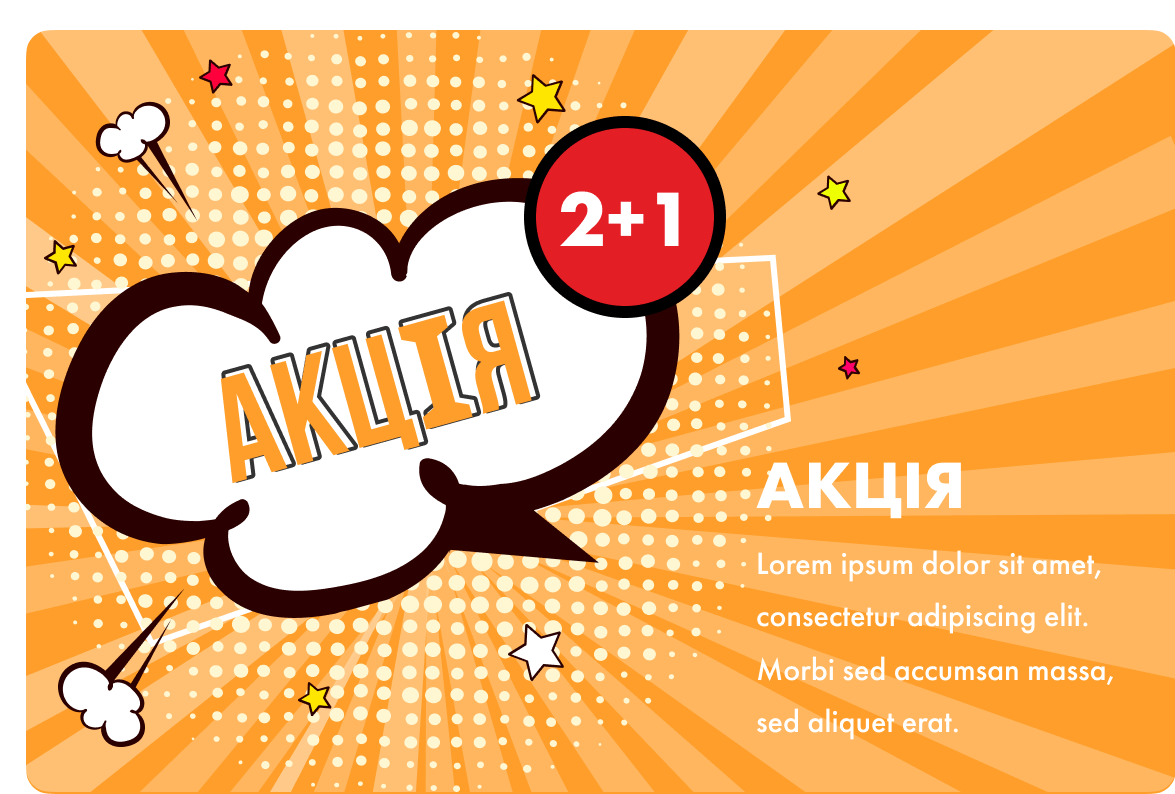 2+1
АКЦІЯ
АКЦІЯ
Lorem ipsum dolor sit amet,
consectetur adipiscing elit.
Morbi sed accumsan massa,
sed aliquet erat.